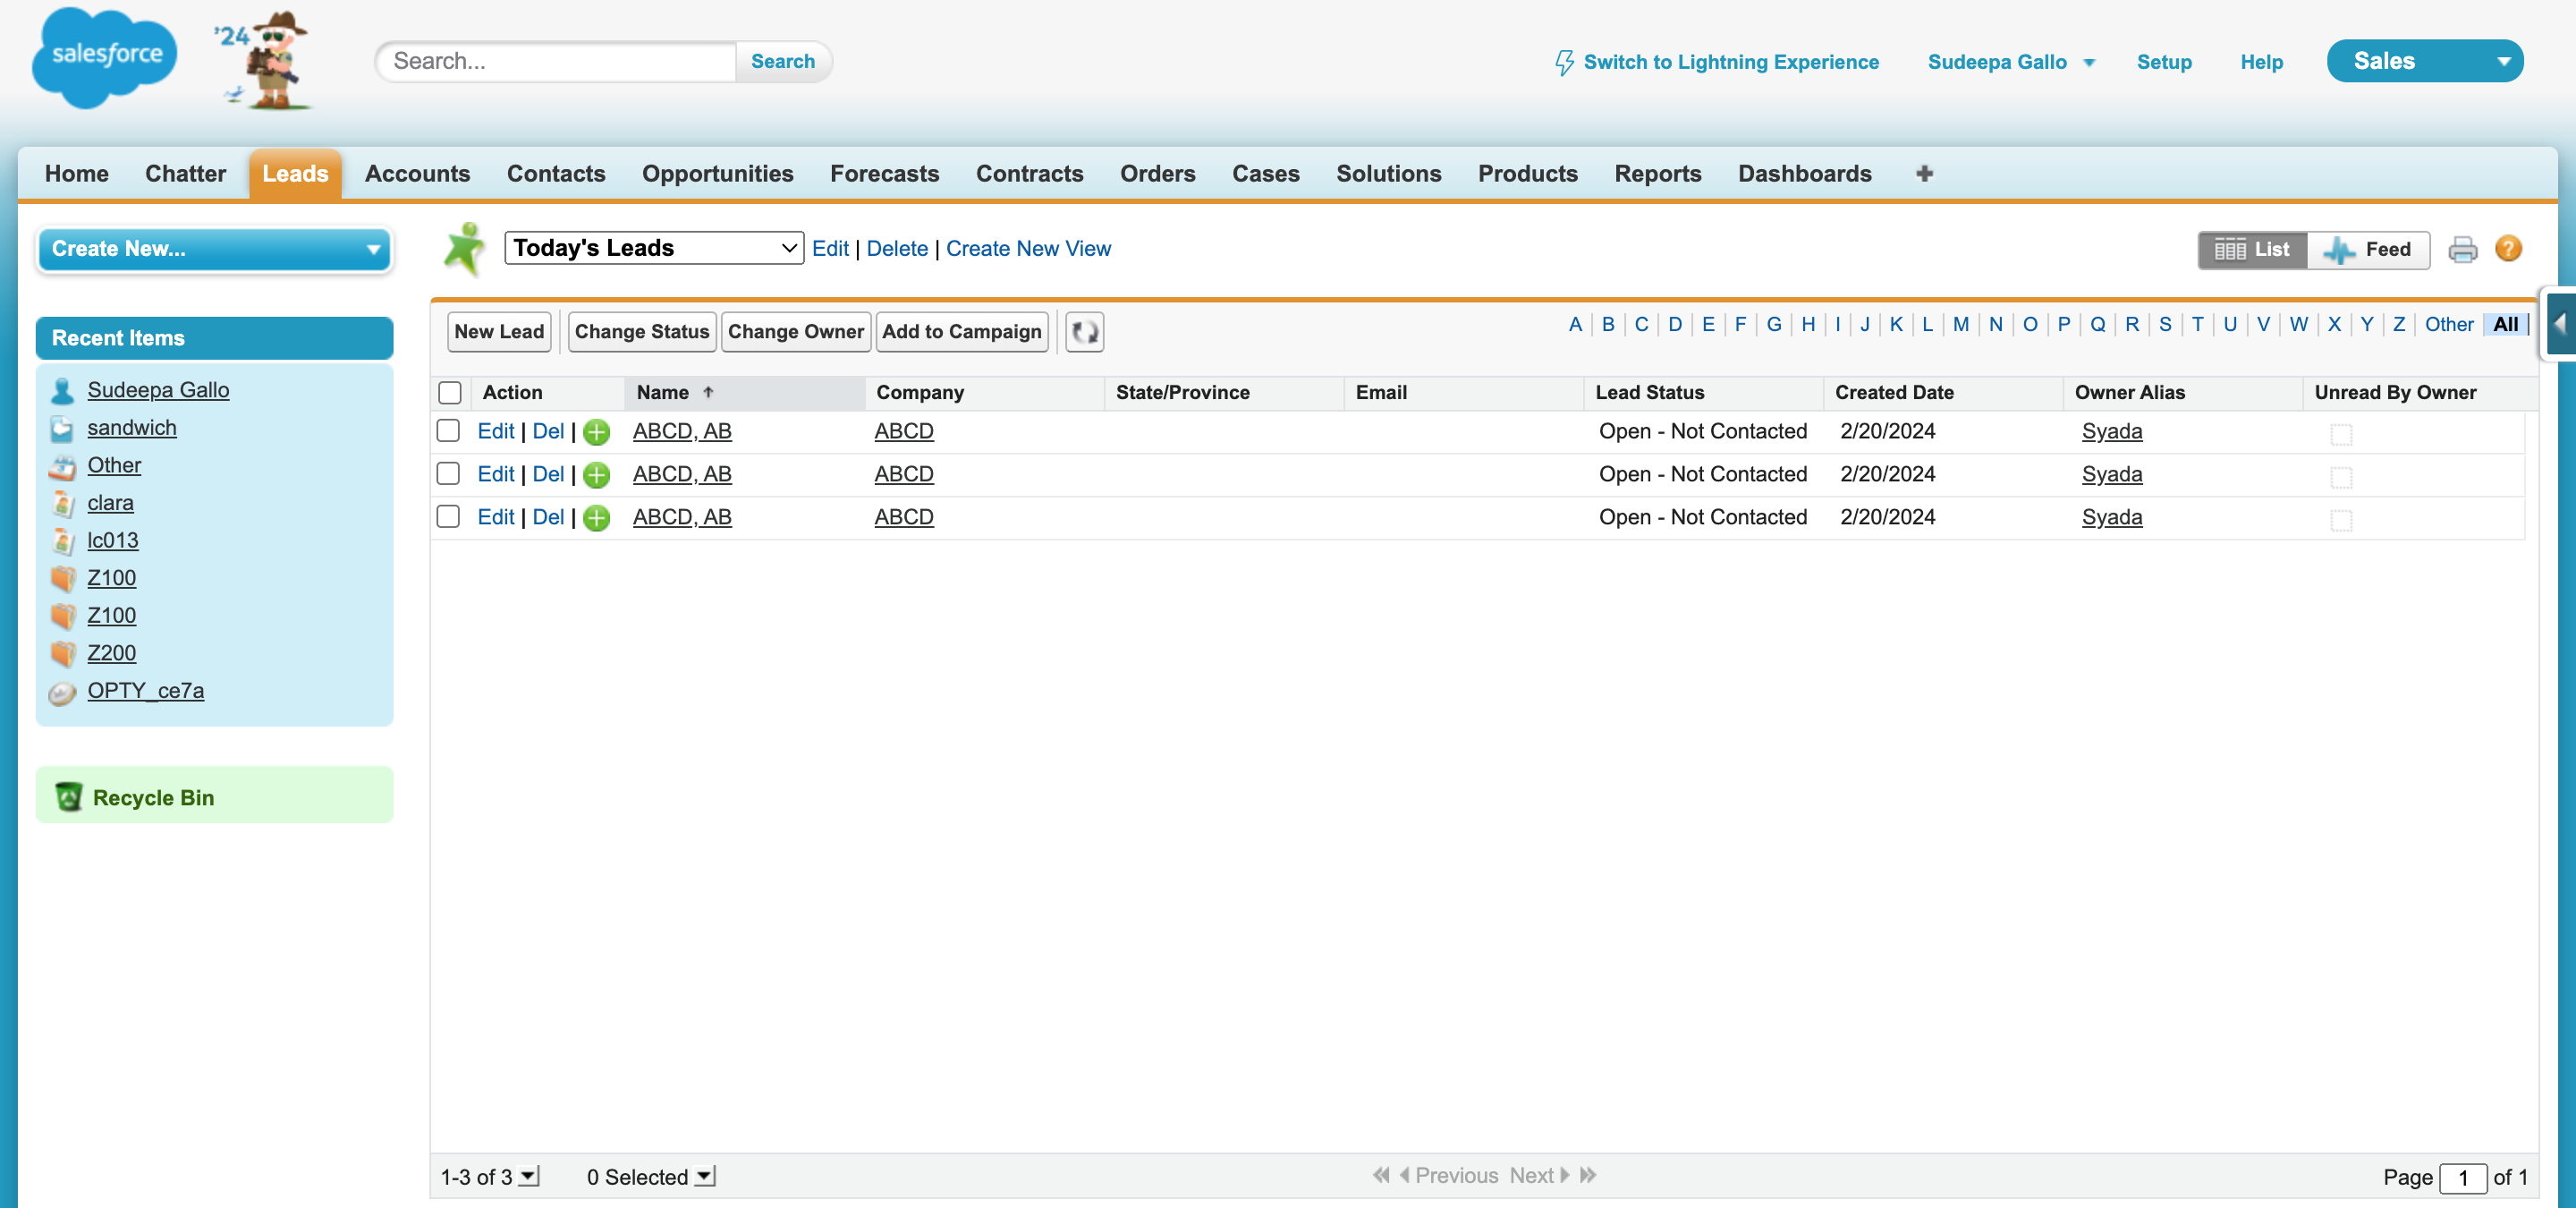 salesforce
’24
Search...
Search
Switch to Lightning Experience
Sudeepa Gallo
Setup
Help
Sales
Home Chatter Leads Accounts Contacts Opportunities Forecasts Contracts Orders Cases Solutions Products Reports Dashboards +
Create New...
Recent Items
Sudeepa Gallo
sandwich
Other
clara
lc013
Z100
Z100
Z200
OPTY_ce7a
Recycle Bin
Today's Leads Edit | Delete | Create New View
List Feed ?
New Lead Change Status Change Owner Add to Campaign
A | B | C | D | E | F | G | H | I | J | K | L | M | N | O | P | Q | R | S | T | U | V | W | X | Y | Z | Other | All
Action Name Company State/Province Email Lead Status Created Date Owner Alias Unread By Owner
Edit | Del | ABCD, AB ABCD Open - Not Contacted 2/20/2024 Syada
Edit | Del | ABCD, AB ABCD Open - Not Contacted 2/20/2024 Syada
Edit | Del | ABCD, AB ABCD Open - Not Contacted 2/20/2024 Syada
1-3 of 3 0 Selected Previous Next Page 1 of 1